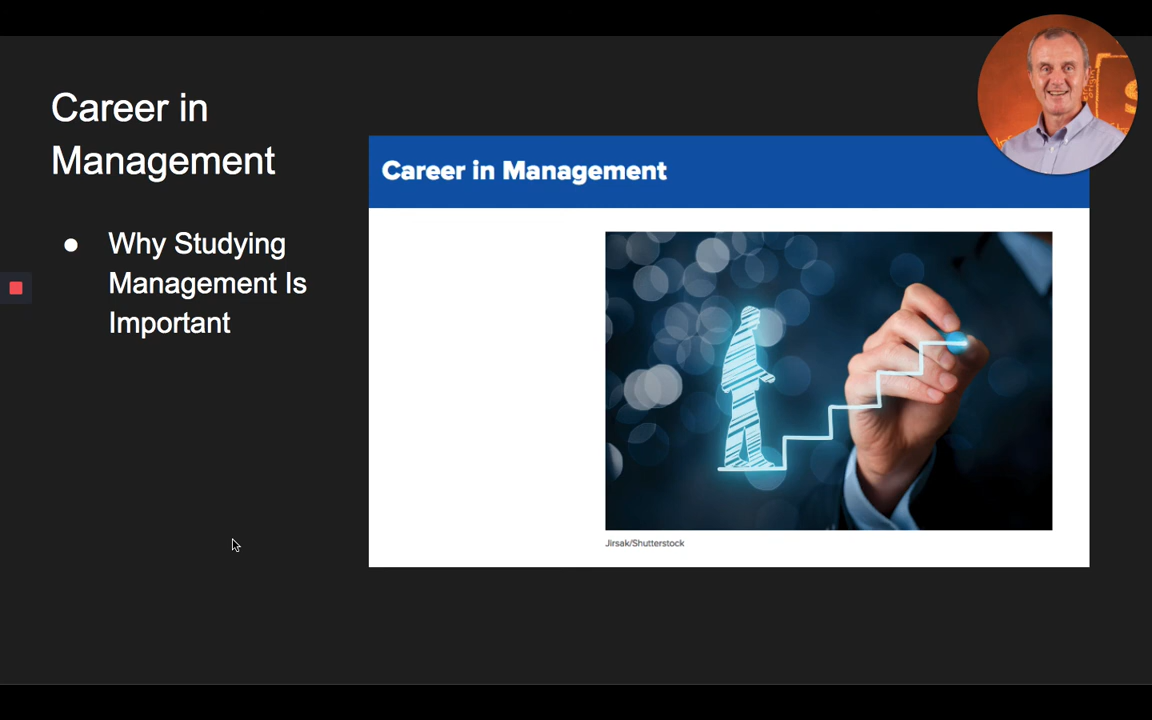 Career in
Management
● Why Studying
Management Is
Important
Career in Management
Jirsak/Shutterstock